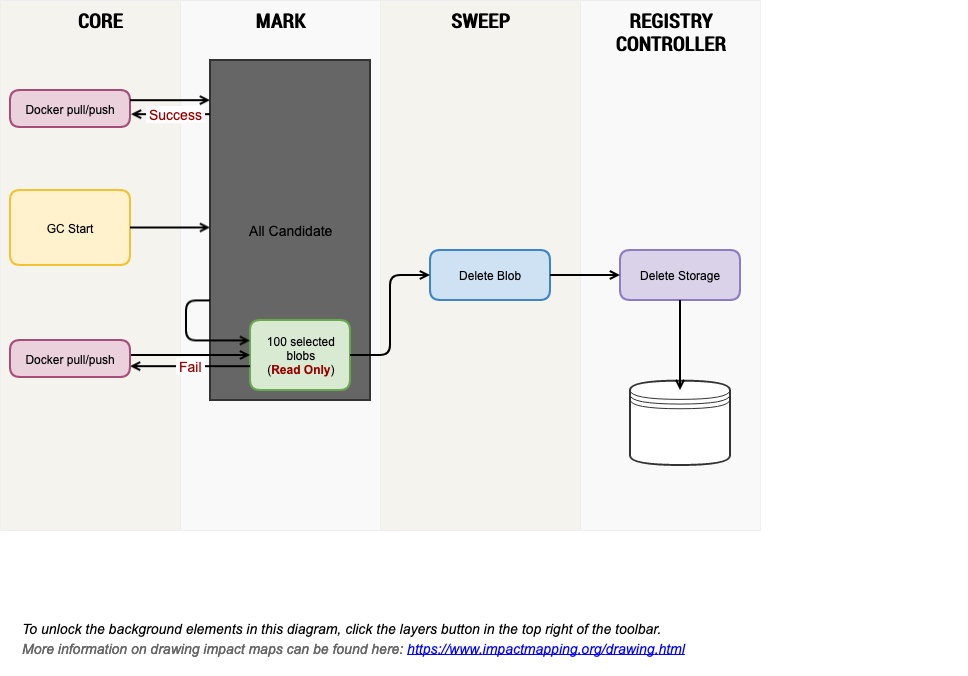 CORE
MARK
SWEEP
REGISTRY
CONTROLLER
Docker pull/push
Success
GC Start
All Candidate
Delete Blob
Delete Storage
100 selected
blobs
(Read Only)
Docker pull/push
Fail
To unlock the background elements in this diagram, click the layers button in the top right of the toolbar.
More information on drawing impact maps can be found here: https://www.impactmapping.org/drawing.html